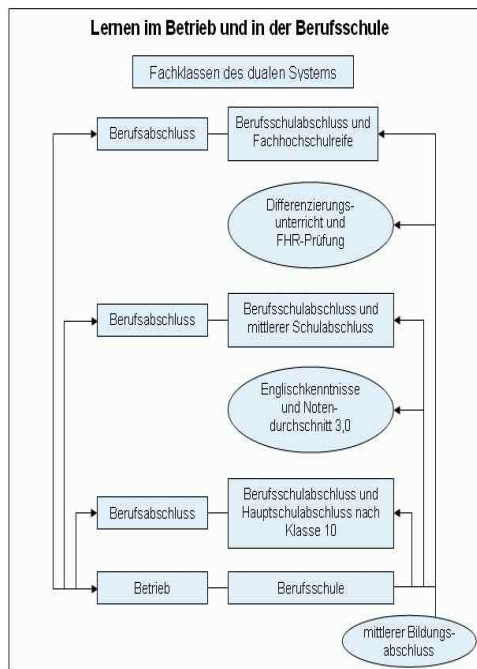 Lernen im Betrieb und in der Berufsschule
Fachklassen des dualen Systems
Berufsabschluss
Berufsschulabschluss und
Fachhochschulreife
Differenzierungs-
unterricht und
FHR-Prüfung
Berufsabschluss
Berufsschulabschluss und
mittlerer Schulabschluss
Englischkenntnisse
und Noten-
durchschnitt 3,0
Berufsabschluss
Berufsschulabschluss und
Hauptschulabschluss nach
Klasse 10
Betrieb
Berufsschule
mittlerer Bildungs-
abschluss